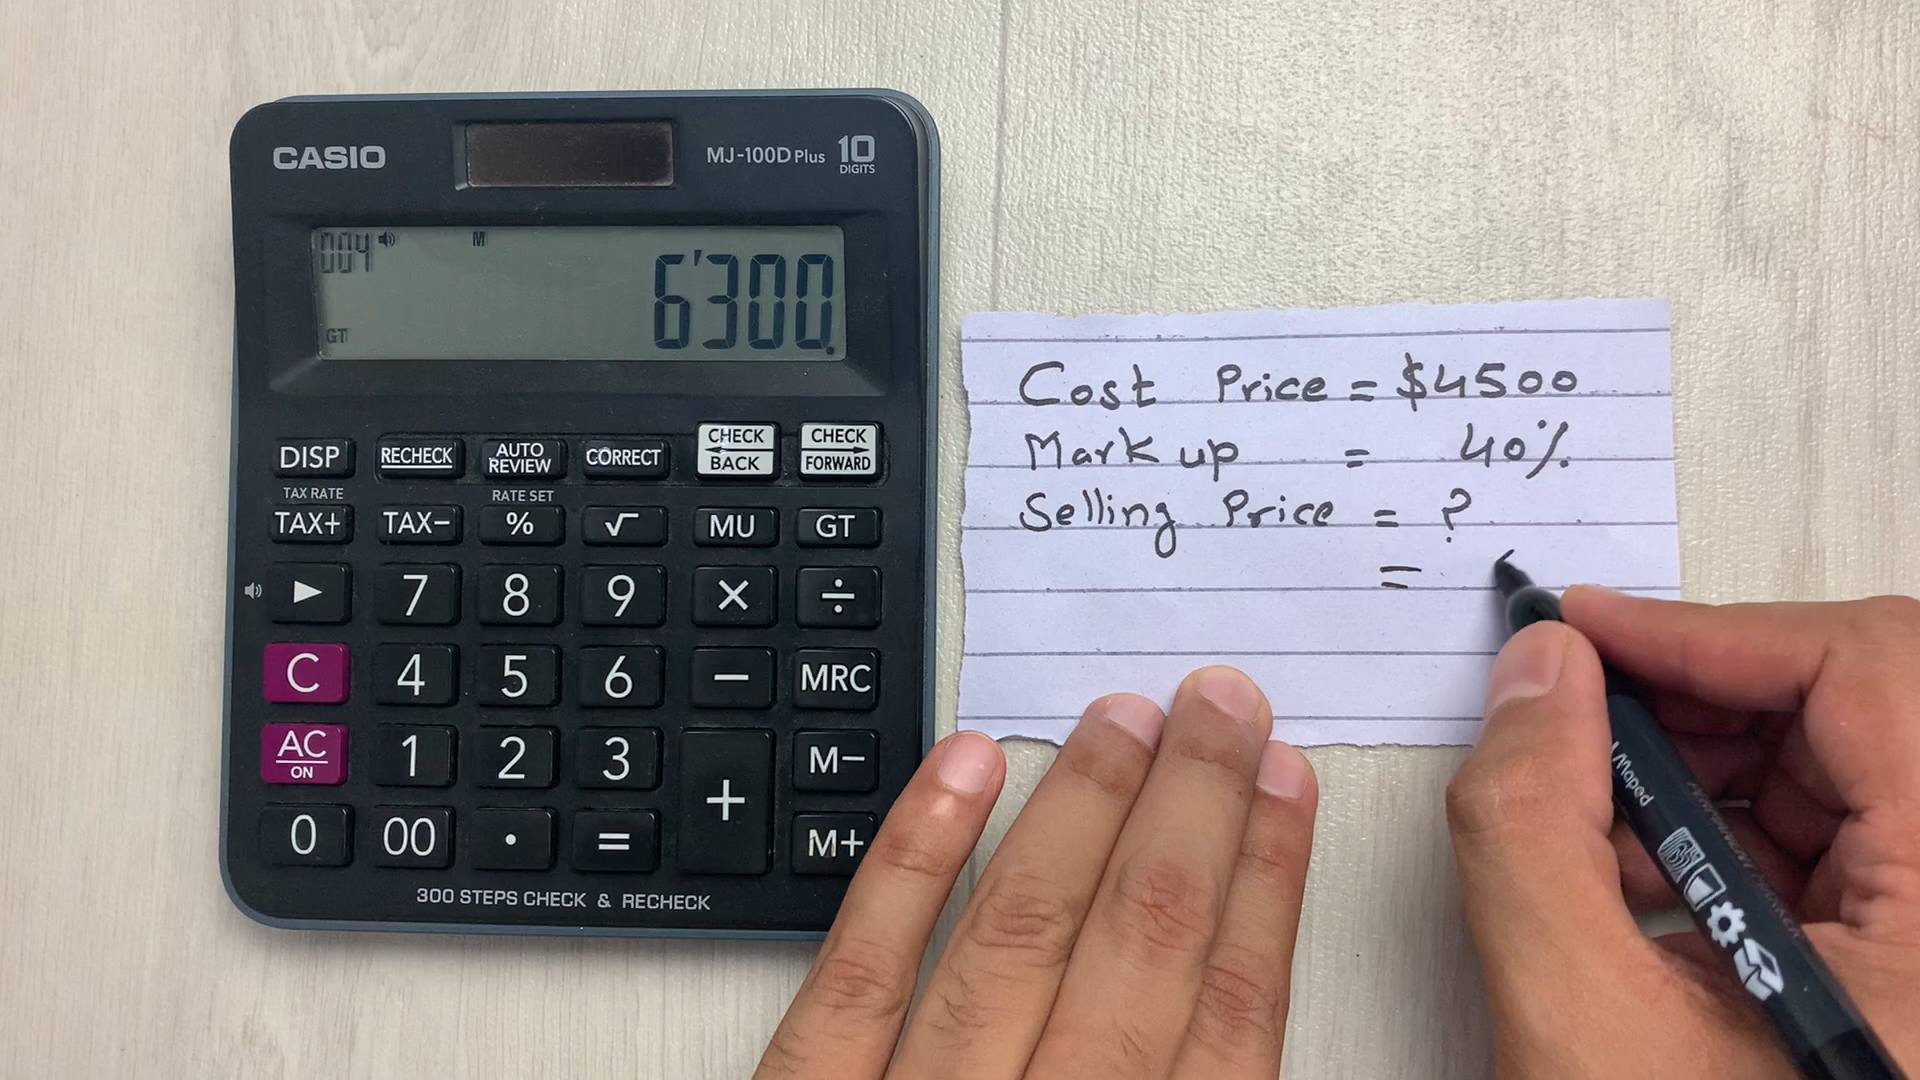 CASIO
MJ-100D Plus 10 DIGITS
004 M
6'300.
GT
DISP RECHECK AUTO REVIEW CORRECT CHECK BACK CHECK FORWARD
TAX RATE RATE SET
TAX+ TAX− % √ MU GT
▶ 7 8 9 × ÷
C 4 5 6 − MRC
AC ON 1 2 3 + M−
0 00 . = M+
300 STEPS CHECK & RECHECK
Cost Price = $4500
Mark up = 40%
Selling Price = ?
=
Maped